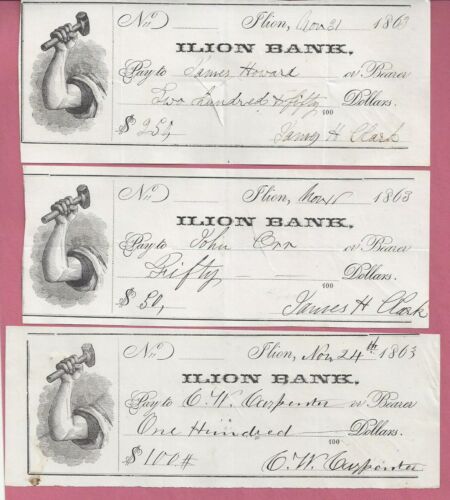 No Ilion, Nov 21 1863
ILION BANK.
Pay to James Howard or Bearer
Two hundred & fifty 100 Dollars.
$ 250, James H Clark
No Ilion, Nov 1863
ILION BANK.
Pay to John Orr or Bearer
Fifty 100 Dollars.
$ 50, James H Clark
No Ilion, Nov 24th 1863
ILION BANK.
Pay to C. W. Carpenter or Bearer
One Hundred 100 Dollars.
$ 100# C. W. Carpenter